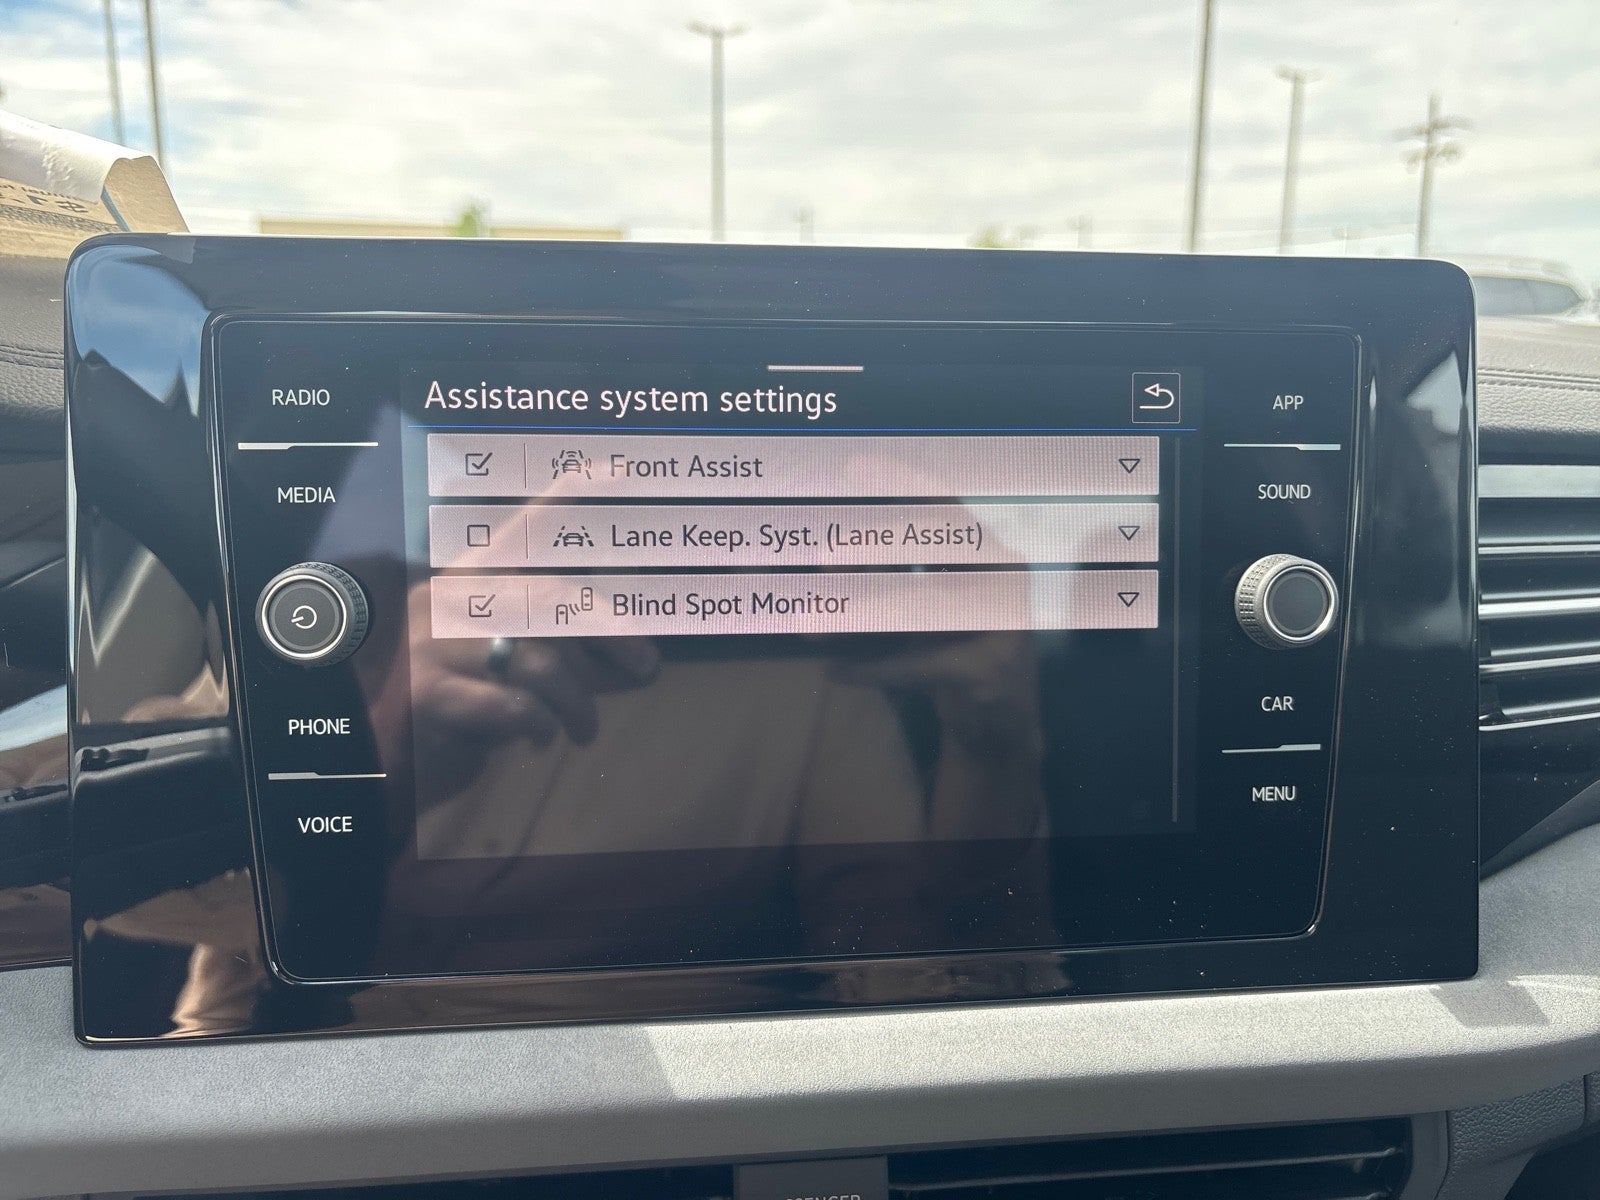 Assistance system settings
Front Assist
Lane Keep. Syst. (Lane Assist)
Blind Spot Monitor
RADIO
MEDIA
PHONE
VOICE
APP
SOUND
CAR
MENU